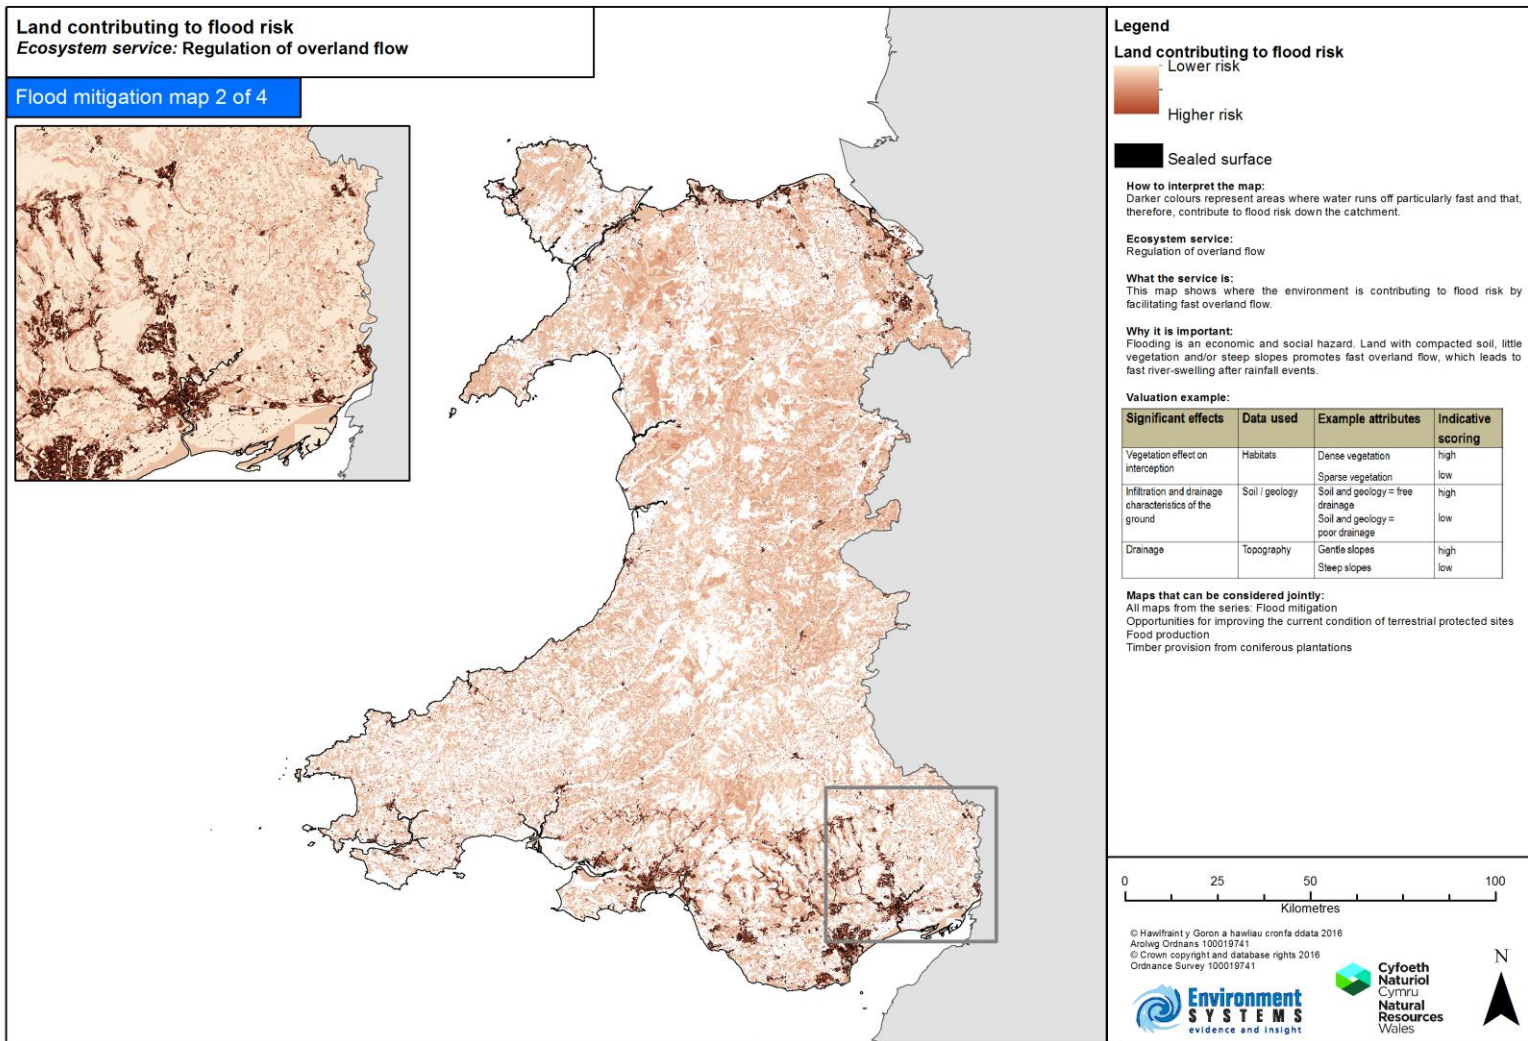 Land contributing to flood risk
Ecosystem service: Regulation of overland flow
Flood mitigation map 2 of 4
Legend
Land contributing to flood risk
Lower risk
Higher risk
Sealed surface
How to interpret the map:
Darker colours represent areas where water runs off particularly fast and that,
therefore, contribute to flood risk down the catchment.
Ecosystem service:
Regulation of overland flow
What the service is:
This map shows where the environment is contributing to flood risk by
facilitating fast overland flow.
Why it is important:
Flooding is an economic and social hazard. Land with compacted soil, little
vegetation and/or steep slopes promotes fast overland flow, which leads to
fast river-swelling after rainfall events.
Valuation example:
Significant effects Data used Example attributes Indicative
scoring
Vegetation effect on Habitats Dense vegetation high
interception
Sparse vegetation low
Infiltration and drainage Soil / geology Soil and geology = free high
characteristics of the drainage
ground Soil and geology = low
poor drainage
Drainage Topography Gentle slopes high
Steep slopes low
Maps that can be considered jointly:
All maps from the series: Flood mitigation
Opportunities for improving the current condition of terrestrial protected sites
Food production
Timber provision from coniferous plantations
0 25 50 100
Kilometres
© Hawlfraint y Goron a hawliau cronfa ddata 2016
Arolwg Ordnans 100019741
© Crown copyright and database rights 2016
Ordnance Survey 100019741
Environment
SYSTEMS
evidence and insight
Cyfoeth
Naturiol
Cymru
Natural
Resources
Wales
N